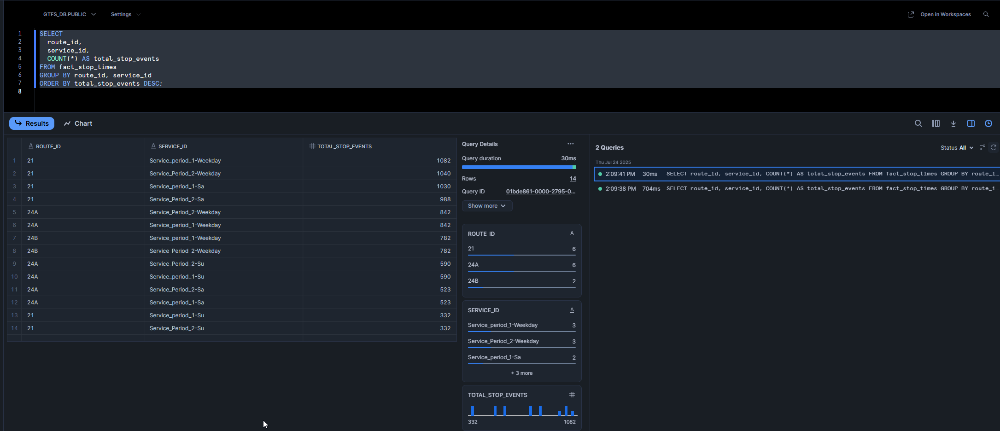 GTFS_DB.PUBLIC Settings Open in Workspaces
1 SELECT
2 route_id,
3 service_id,
4 COUNT(*) AS total_stop_events
5 FROM fact_stop_times
6 GROUP BY route_id, service_id
7 ORDER BY total_stop_events DESC;
8
Results Chart
ROUTE_ID SERVICE_ID TOTAL_STOP_EVENTS
1 21 Service_period_1-Weekday 1082
2 21 Service_Period_2-Weekday 1040
3 21 Service_period_1-Sa 1030
4 21 Service_Period_2-Sa 988
5 24A Service_Period_2-Weekday 842
6 24A Service_period_1-Weekday 842
7 24B Service_period_1-Weekday 782
8 24B Service_Period_2-Weekday 782
9 24A Service_Period_2-Su 590
10 24A Service_period_1-Su 590
11 24A Service_Period_2-Sa 523
12 24A Service_period_1-Sa 523
13 21 Service_period_1-Su 332
14 21 Service_Period_2-Su 332
Query Details ...
Query duration 30ms
Rows 14
Query ID 01bde861-0000-2795-0...
Show more
ROUTE_ID A
21 6
24A 6
24B 2
SERVICE_ID A
Service_period_1-Weekday 3
Service_Period_2-Weekday 3
Service_period_1-Sa 2
+ 3 more
TOTAL_STOP_EVENTS #
332 1082
2 Queries Status All
Thu Jul 24 2025
2:09:41 PM 30ms SELECT route_id, service_id, COUNT(*) AS total_stop_events FROM fact_stop_times GROUP BY route_i…
2:09:38 PM 704ms SELECT route_id, service_id, COUNT(*) AS total_stop_events FROM fact_stop_times GROUP BY route_i…